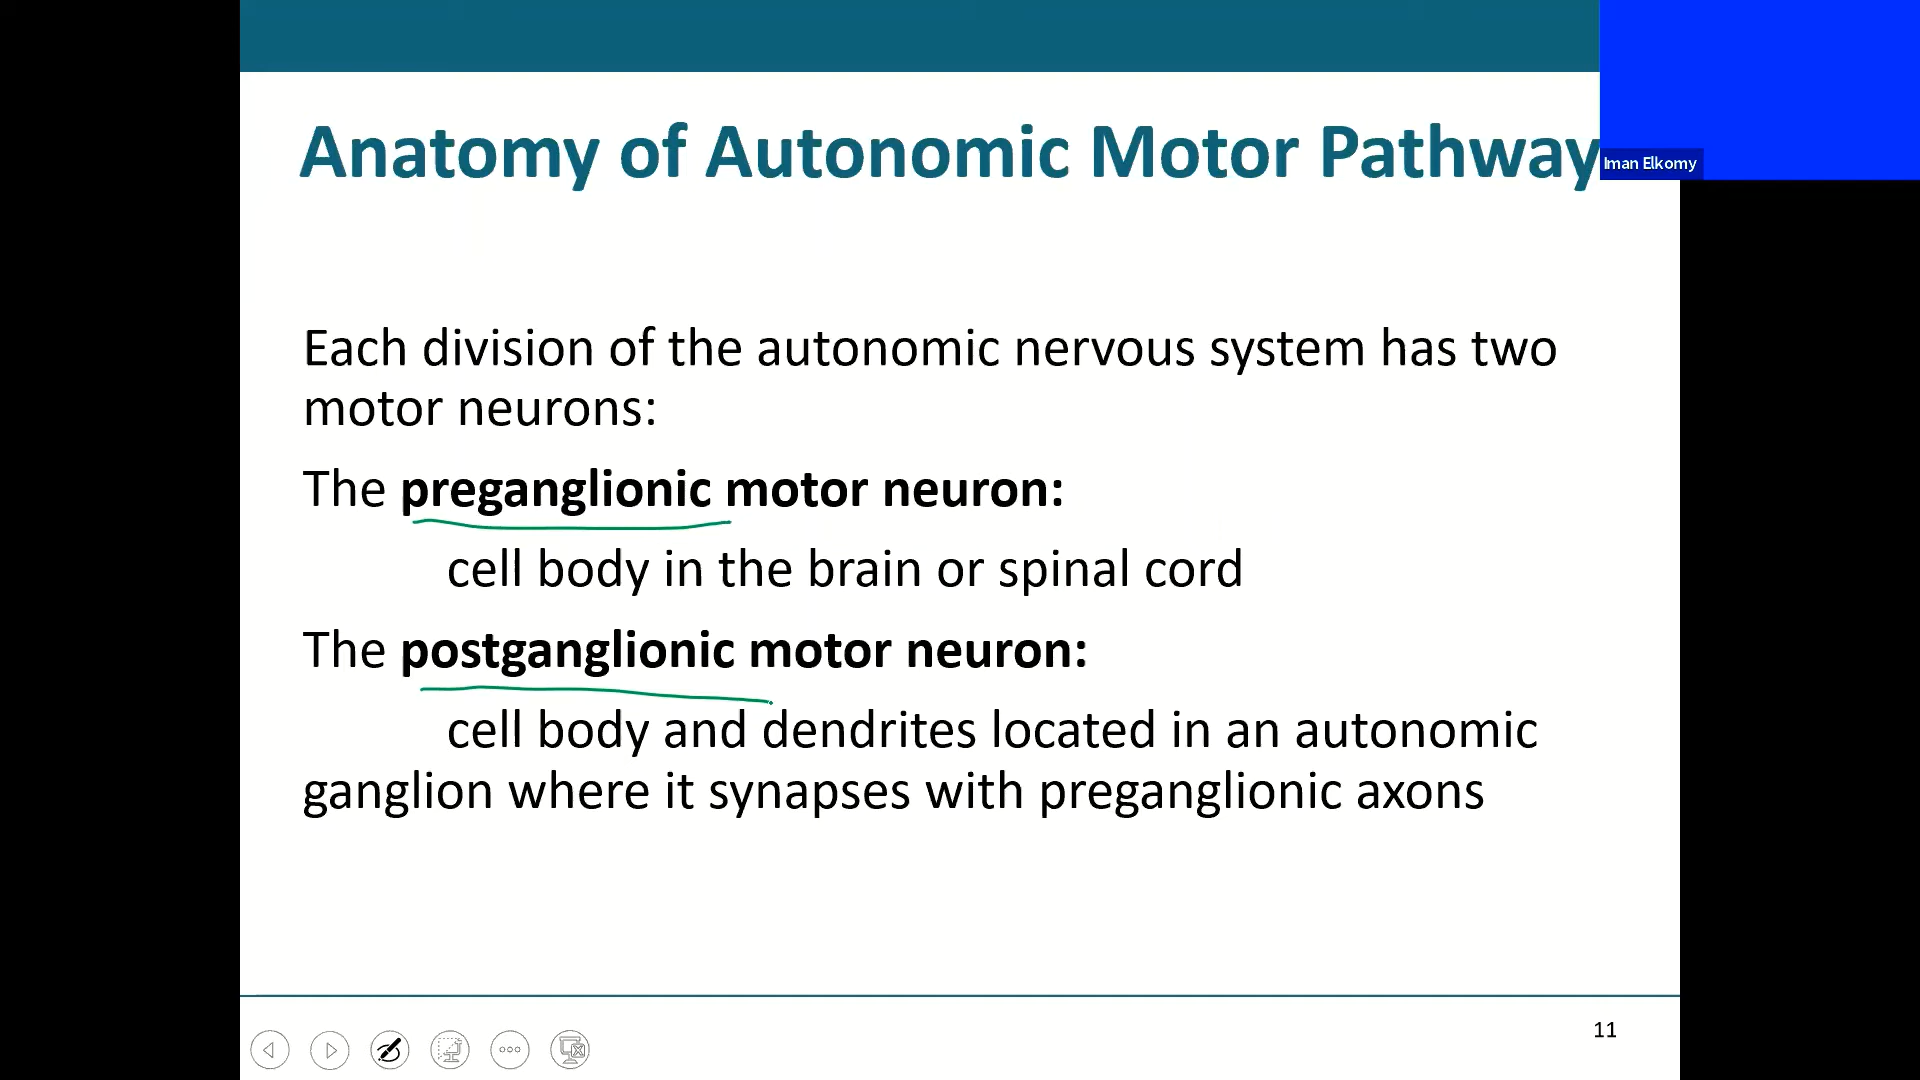 Anatomy of Autonomic Motor Pathway
Iman Elkomy
Each division of the autonomic nervous system has two
motor neurons:
The preganglionic motor neuron:
cell body in the brain or spinal cord
The postganglionic motor neuron:
cell body and dendrites located in an autonomic
ganglion where it synapses with preganglionic axons
11